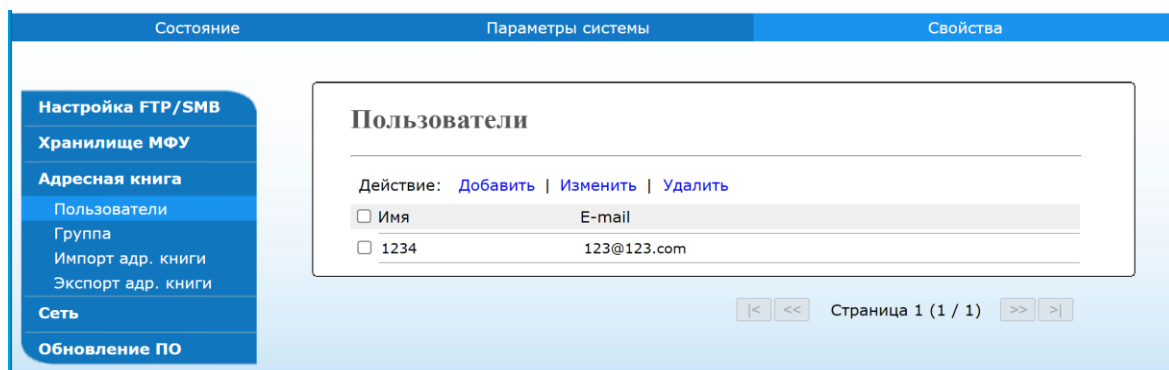 Состояние Параметры системы Свойства
Настройка FTP/SMB
Хранилище МФУ
Адресная книга
Пользователи
Группа
Импорт адр. книги
Экспорт адр. книги
Сеть
Обновление ПО
Пользователи
Действие: Добавить | Изменить | Удалить
Имя E-mail
1234 123@123.com
|< << Страница 1 (1 / 1) >> >|